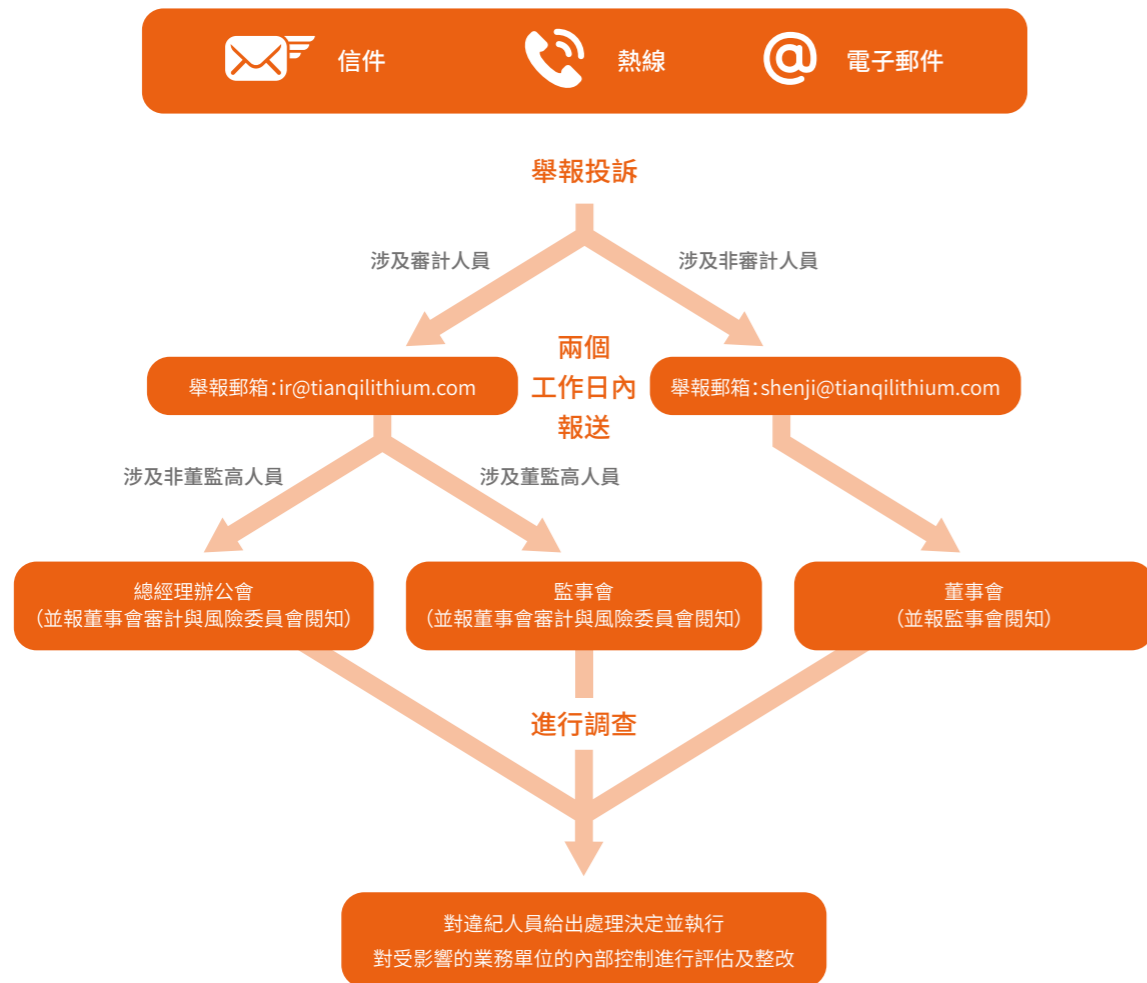 信件
熱線
電子郵件
舉報投訴
涉及審計人員
涉及非審計人員
兩個
工作日內
報送
舉報郵箱：ir@tianqilithium.com
舉報郵箱：shenji@tianqilithium.com
涉及非董監高人員
涉及董監高人員
總經理辦公會
（並報董事會審計與風險委員會閱知）
監事會
（並報董事會審計與風險委員會閱知）
董事會
（並報監事會閱知）
進行調查
對違紀人員給出處理決定並執行
對受影響的業務單位的內部控制進行評估及整改